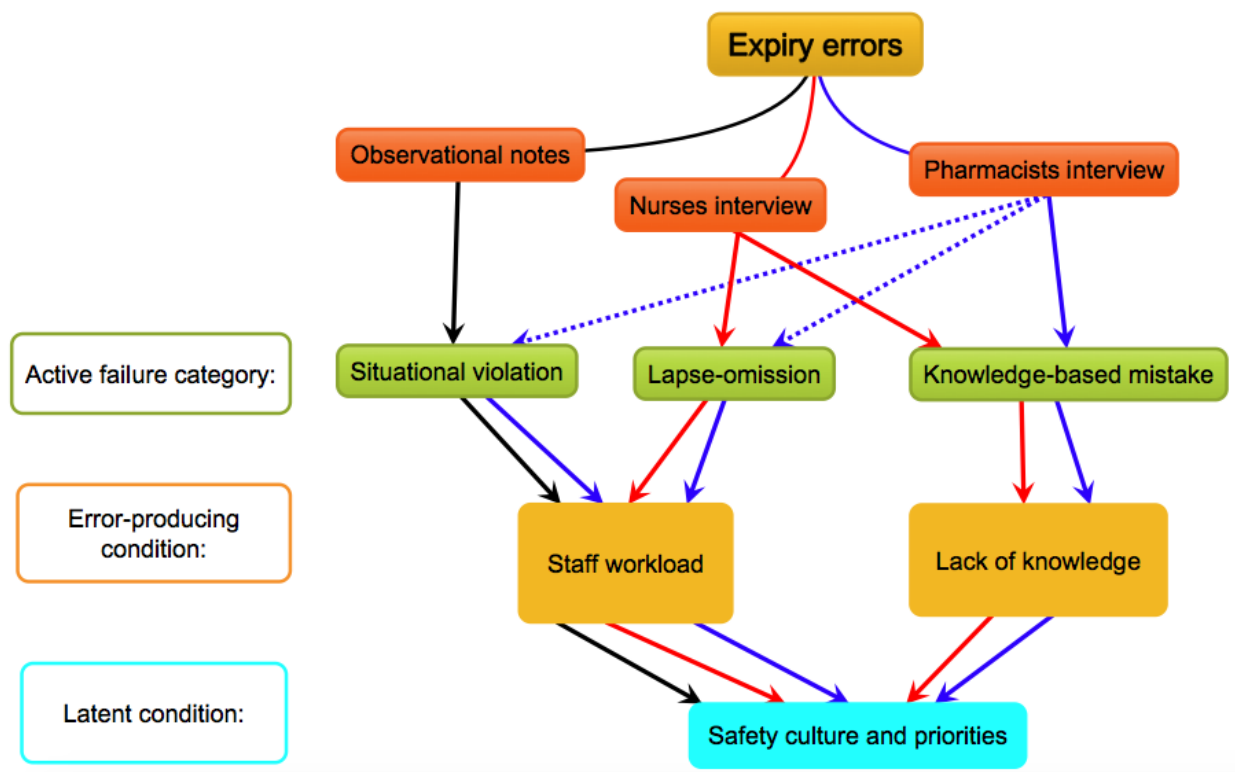 Expiry errors
Observational notes
Pharmacists interview
Nurses interview
Active failure category:
Situational violation
Lapse-omission
Knowledge-based mistake
Error-producing
condition:
Staff workload
Lack of knowledge
Latent condition:
Safety culture and priorities